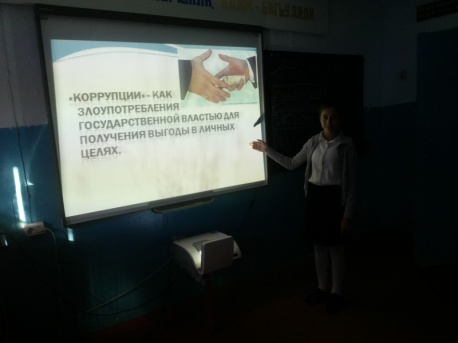 «КОРРУПЦИИ»- КАК
ЗЛОУПОТРЕБЛЕНИЯ
ГОСУДАРСТВЕННОЙ ВЛАСТЬЮ ДЛЯ
ПОЛУЧЕНИЯ ВЫГОДЫ В ЛИЧНЫХ
ЦЕЛЯХ.